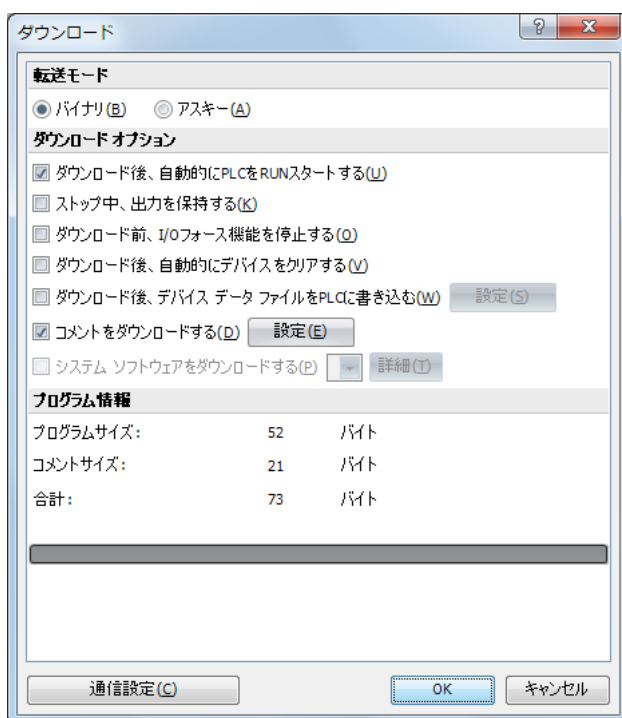 ダウンロード
転送モード
バイナリ(B) アスキー(A)
ダウンロード オプション
ダウンロード後、自動的にPLCをRUNスタートする(U)
ストップ中、出力を保持する(K)
ダウンロード前、I/Oフォース機能を停止する(O)
ダウンロード後、自動的にデバイスをクリアする(V)
ダウンロード後、デバイス データ ファイルをPLCに書き込む(W) 設定(S)
コメントをダウンロードする(D) 設定(E)
システム ソフトウェアをダウンロードする(P) 詳細(T)
プログラム情報
プログラムサイズ: 52 バイト
コメントサイズ: 21 バイト
合計: 73 バイト
通信設定(C) OK キャンセル